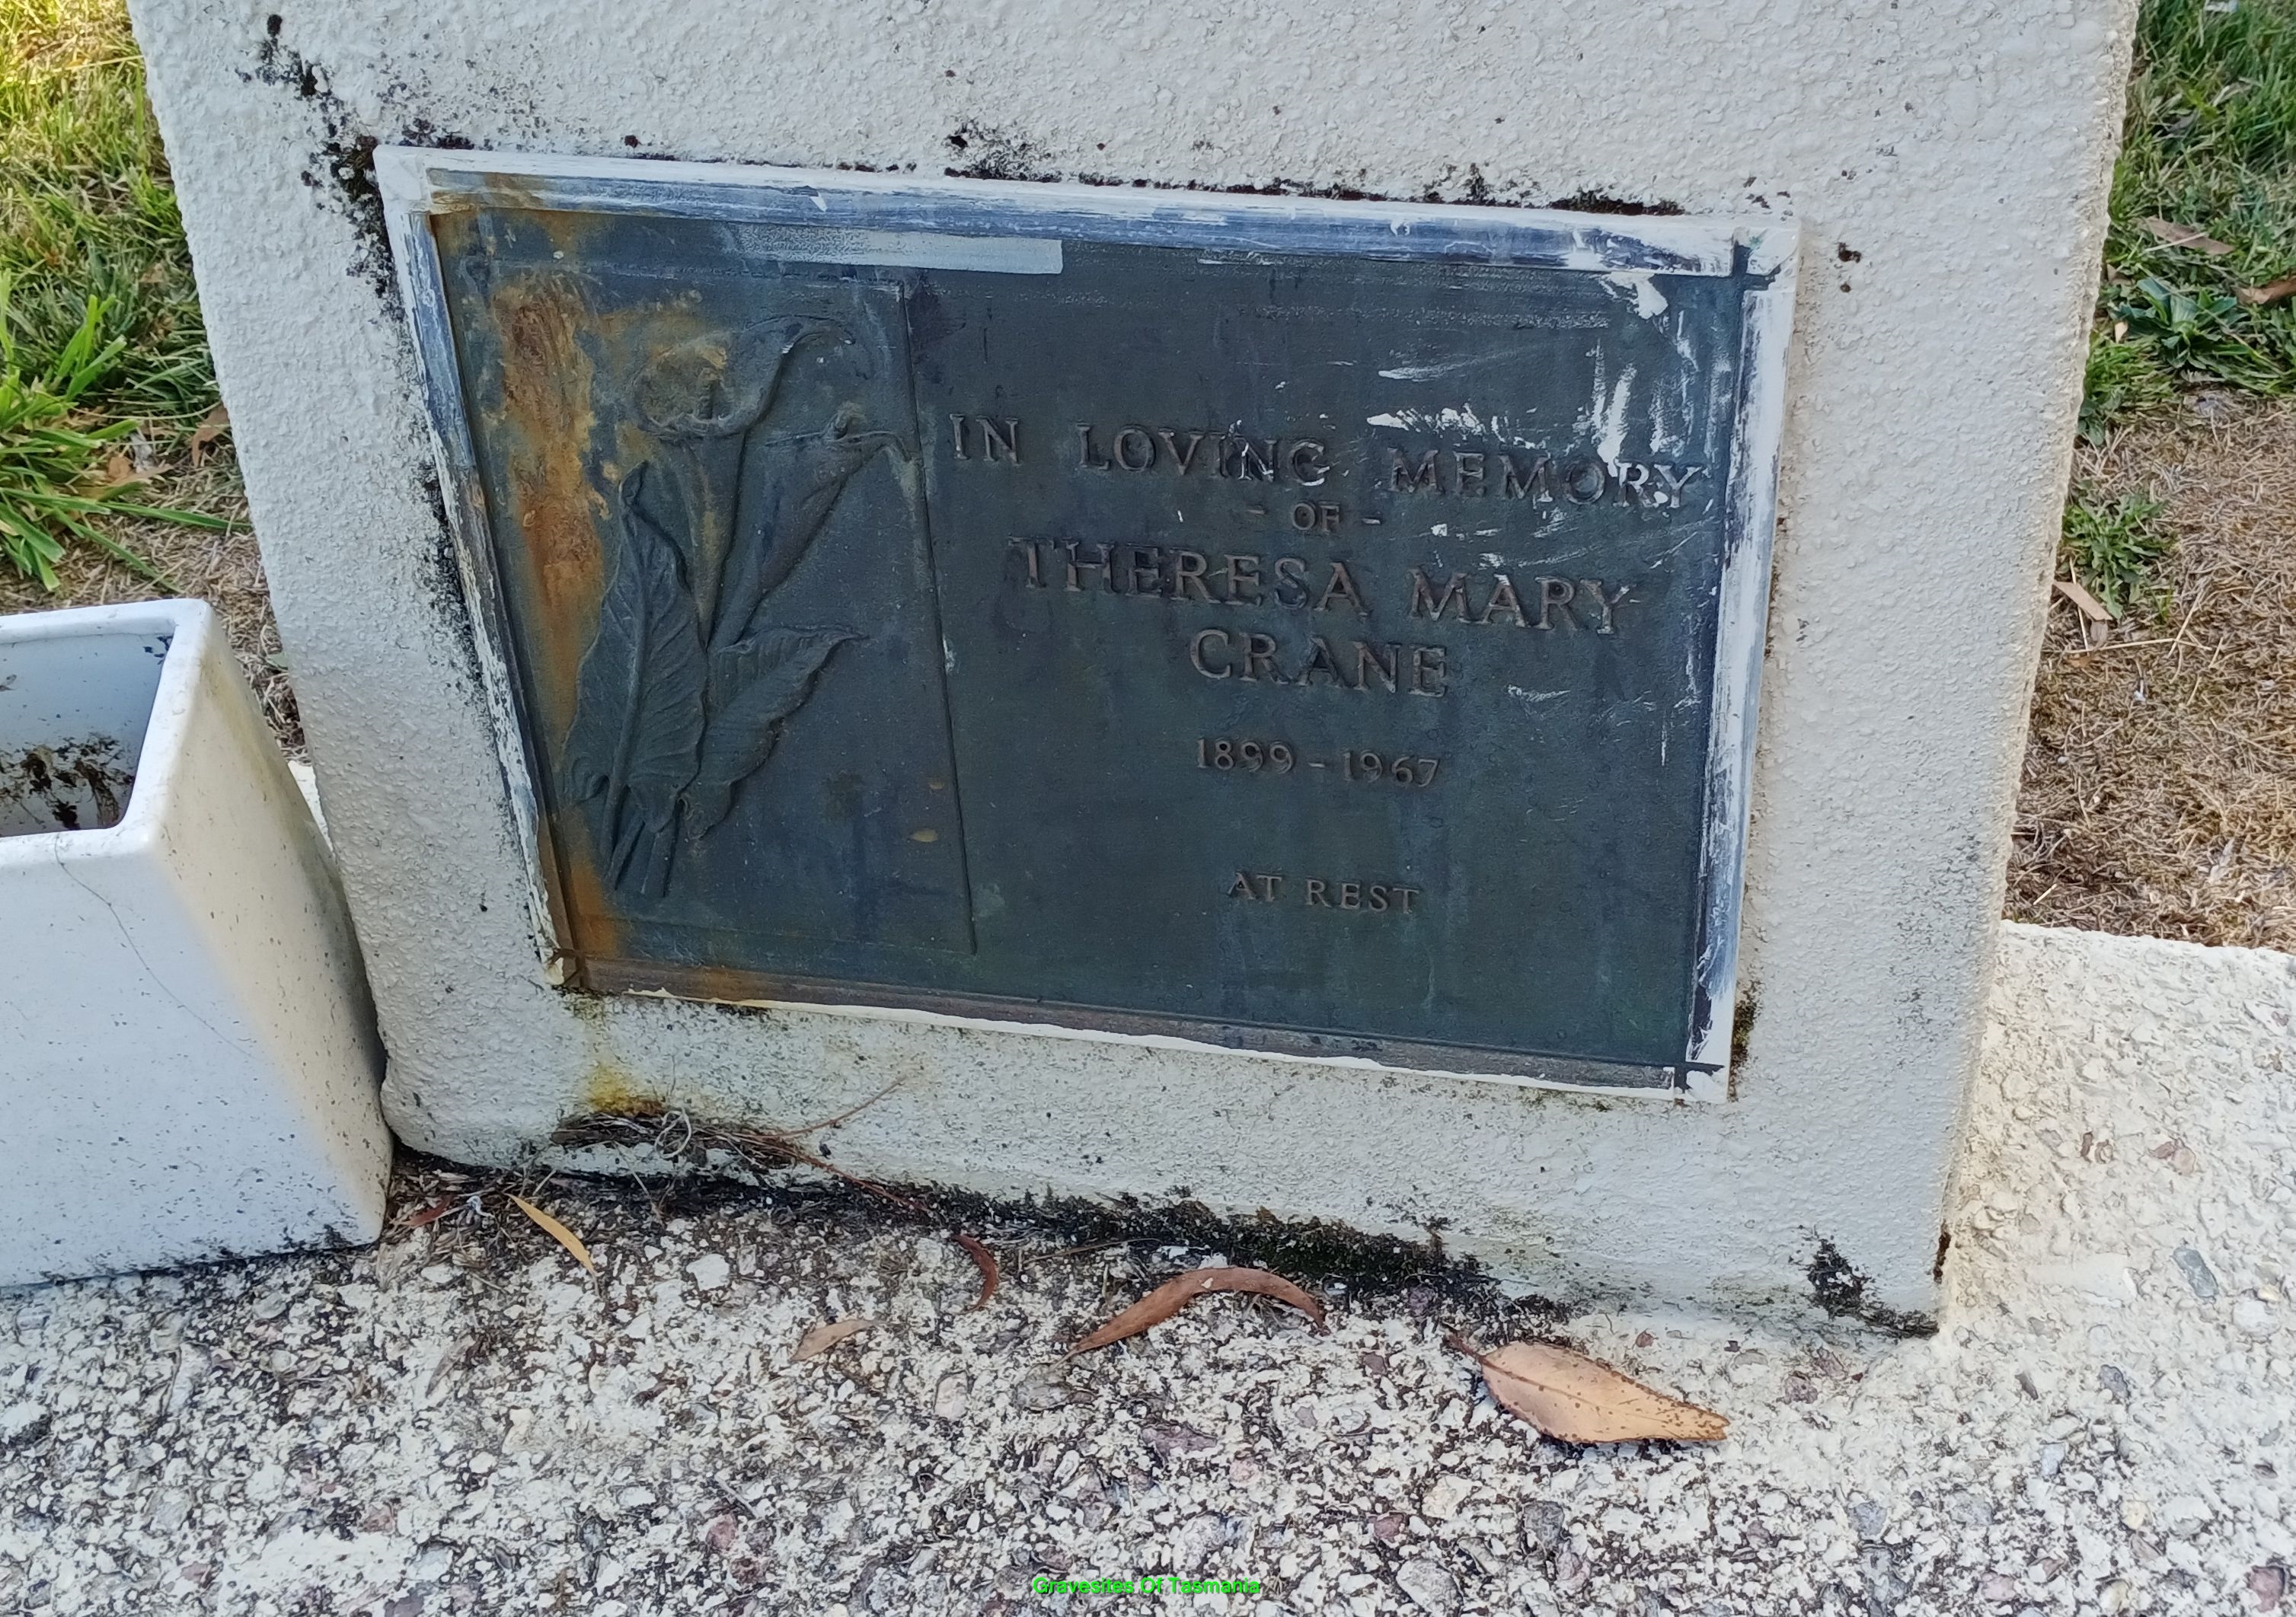 IN LOVING MEMORY
- OF -
THERESA MARY
CRANE
1899 - 1967
AT REST
Gravesites Of Tasmania